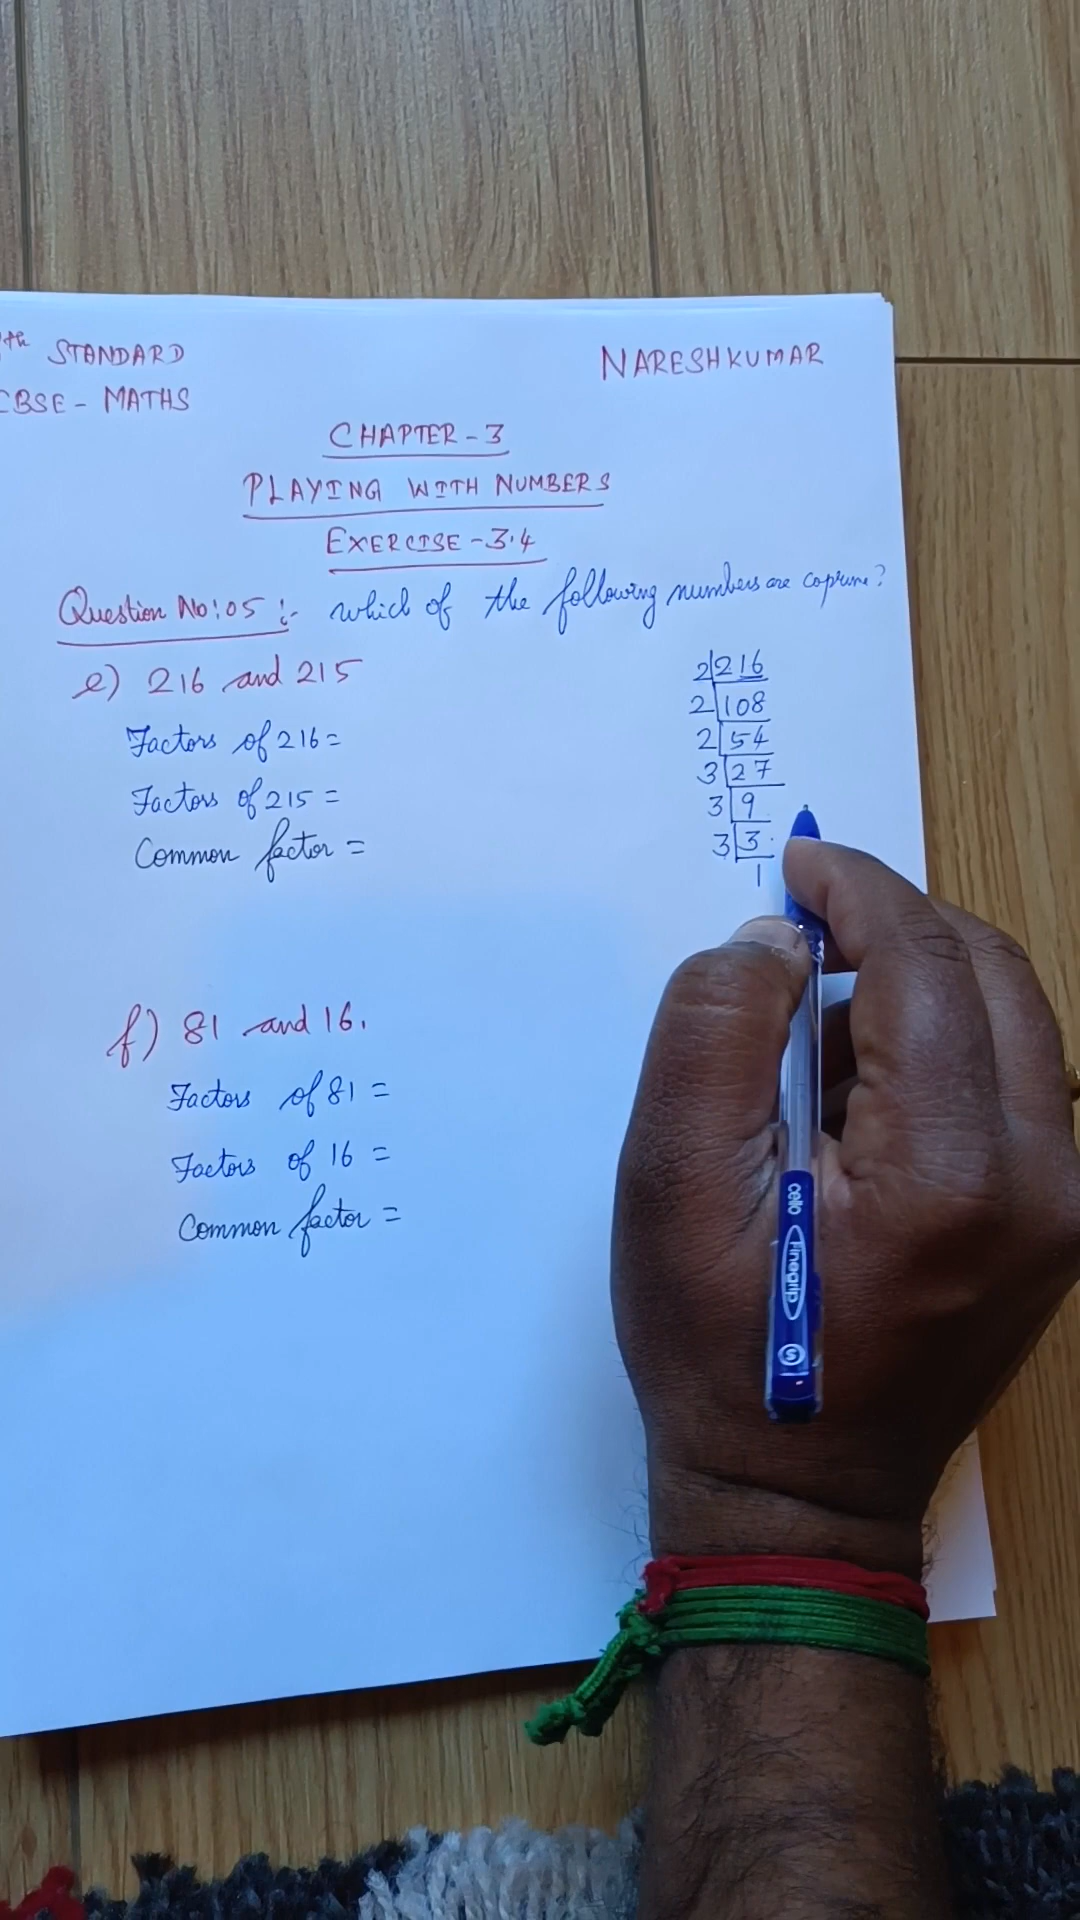 th STANDARD
CBSE - MATHS
NARESHKUMAR
CHAPTER - 3
PLAYING WITH NUMBERS
EXERCISE - 3.4
Question No: 05 :- which of the following numbers are coprime?
e) 216 and 215
Factors of 216 =
Factors of 215 =
Common factor =
2 216
2 108
2 54
3 27
3 9
3 3
1
f) 81 and 16.
Factors of 81 =
Factors of 16 =
Common factor =
cello Finegrip S